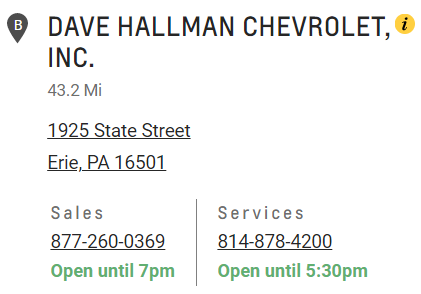 B
DAVE HALLMAN CHEVROLET, i
INC.
43.2 Mi
1925 State Street
Erie, PA 16501
Sales Services
877-260-0369 814-878-4200
Open until 7pm Open until 5:30pm